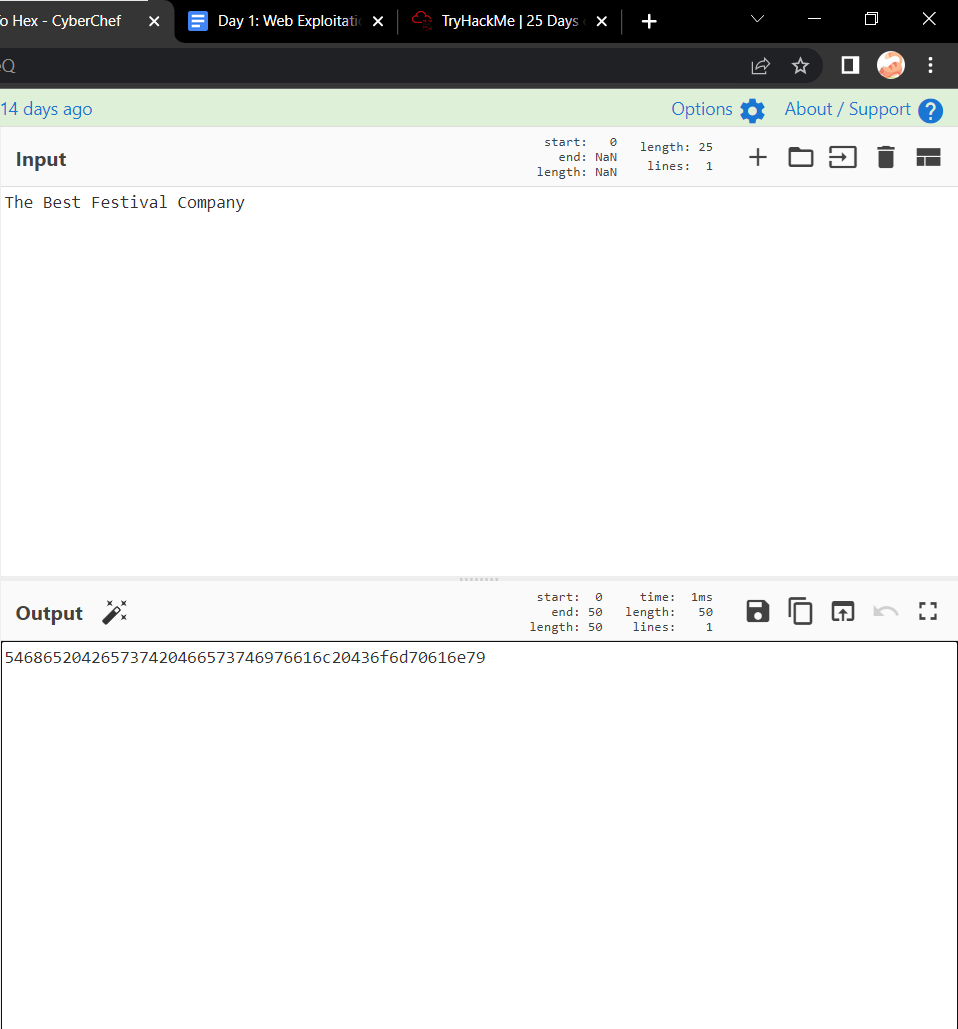 To Hex - CyberChef
Day 1: Web Exploitati
TryHackMe | 25 Days
Q
14 days ago
Options
About / Support ?
Input
start: 0
end: NaN
length: NaN
length: 25
lines: 1
The Best Festival Company
Output
start: 0
end: 50
length: 50
time: 1ms
length: 50
lines: 1
546865204265737420466573746976616c20436f6d70616e79